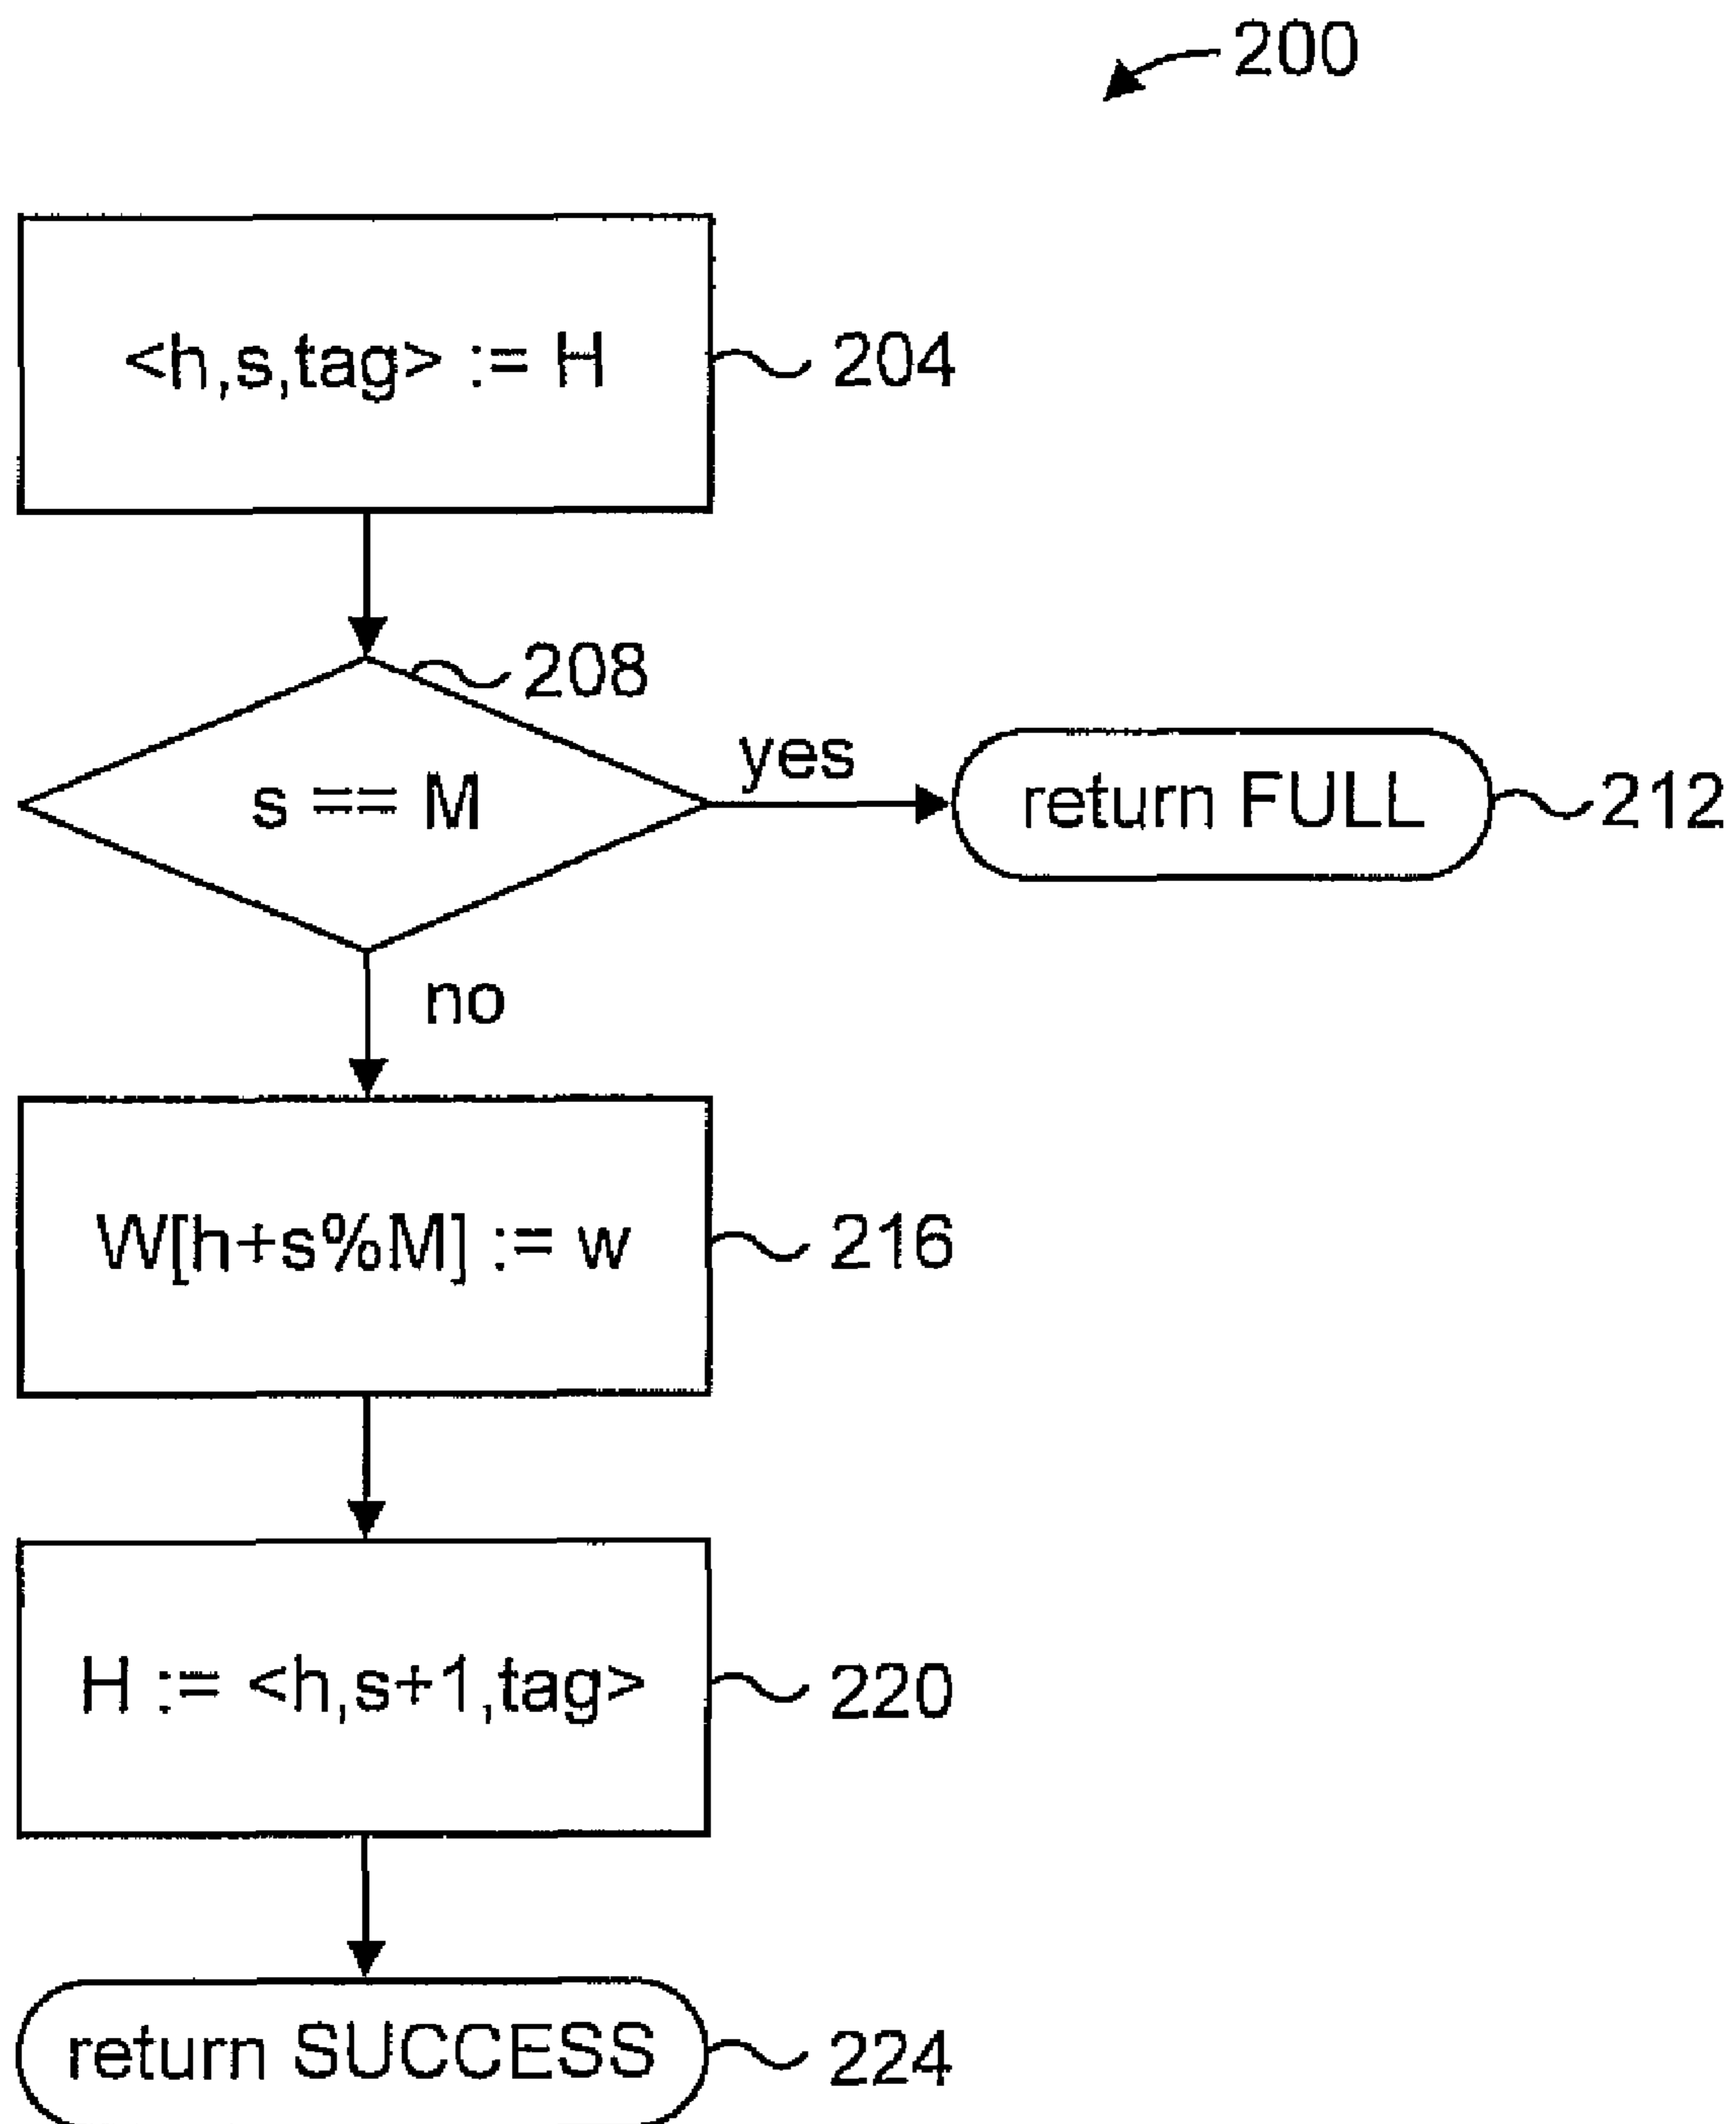 200
<h,s,tag> := H
204
208
s == M
yes
return FULL
212
no
W[h+s%M] := w
216
H := <h,s+1,tag>
220
return SUCCESS
224